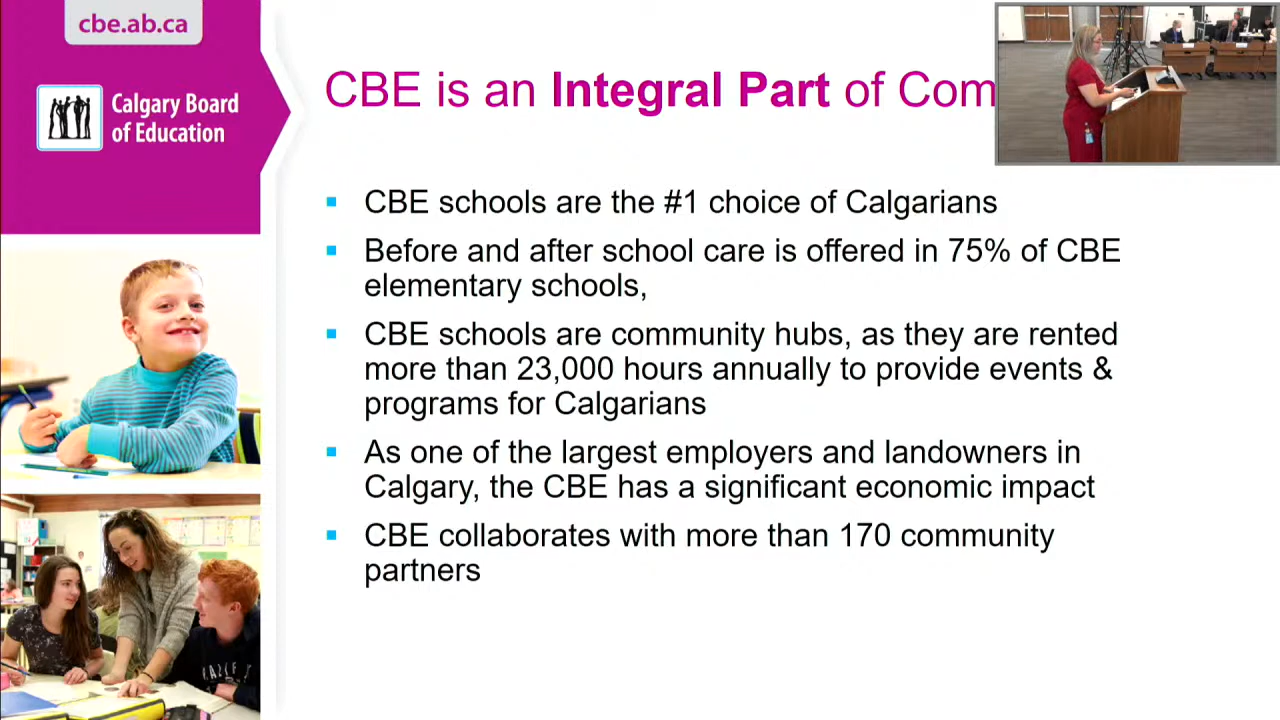 cbe.ab.ca
Calgary Board
of Education
CBE is an Integral Part of Com
CBE schools are the #1 choice of Calgarians
Before and after school care is offered in 75% of CBE
elementary schools,
CBE schools are community hubs, as they are rented
more than 23,000 hours annually to provide events &
programs for Calgarians
As one of the largest employers and landowners in
Calgary, the CBE has a significant economic impact
CBE collaborates with more than 170 community
partners